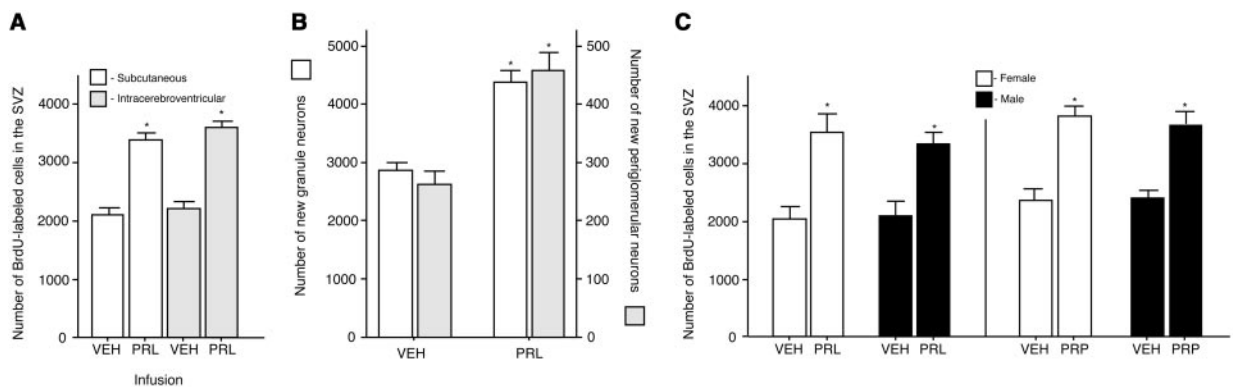 A
Number of BrdU-labeled cells in the SVZ
- Subcutaneous
- Intracerebroventricular
4000
3000
2000
1000
0
VEH PRL VEH PRL
Infusion
* *
B
Number of new granule neurons
5000
4000
3000
2000
1000
0
* *
VEH PRL
500
400
300
200
100
0
Number of new periglomerular neurons
C
Number of BrdU-labeled cells in the SVZ
- Female
- Male
4000
3000
2000
1000
0
* * * *
VEH PRL VEH PRL VEH PRP VEH PRP